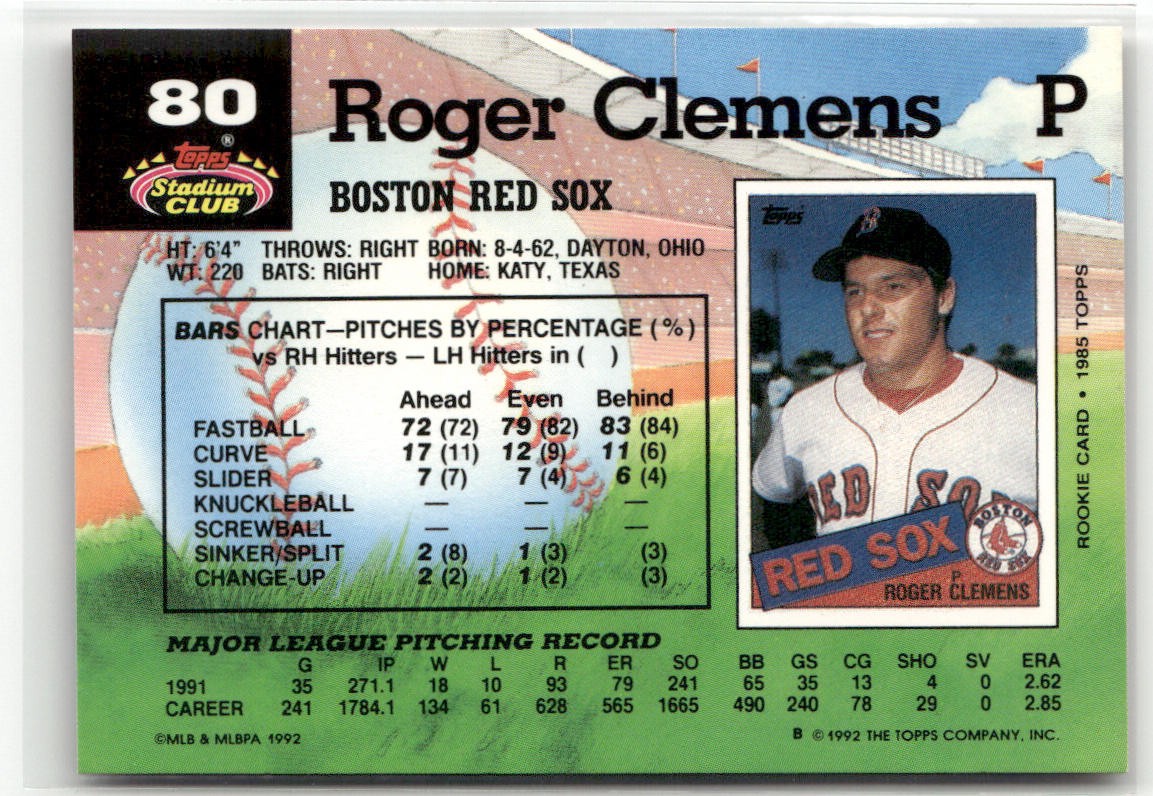 80
Topps®
Stadium
CLUB
Roger Clemens P
BOSTON RED SOX
HT: 6'4" THROWS: RIGHT BORN: 8-4-62, DAYTON, OHIO
WT: 220 BATS: RIGHT HOME: KATY, TEXAS
BARS CHART—PITCHES BY PERCENTAGE (%)
vs RH Hitters — LH Hitters in ( )
Ahead Even Behind
FASTBALL 72 (72) 79 (82) 83 (84)
CURVE 17 (11) 12 (9) 11 (6)
SLIDER 7 (7) 7 (4) 6 (4)
KNUCKLEBALL — — —
SCREWBALL — — —
SINKER/SPLIT 2 (8) 1 (3) (3)
CHANGE-UP 2 (2) 1 (2) (3)
Topps
B
RED SOX
RED SOX
BOSTON
RED SOX
P
ROGER CLEMENS
ROOKIE CARD • 1985 TOPPS
MAJOR LEAGUE PITCHING RECORD
G IP W L R ER SO BB GS CG SHO SV ERA
1991 35 271.1 18 10 93 79 241 65 35 13 4 0 2.62
CAREER 241 1784.1 134 61 628 565 1665 490 240 78 29 0 2.85
©MLB & MLBPA 1992
B © 1992 THE TOPPS COMPANY, INC.